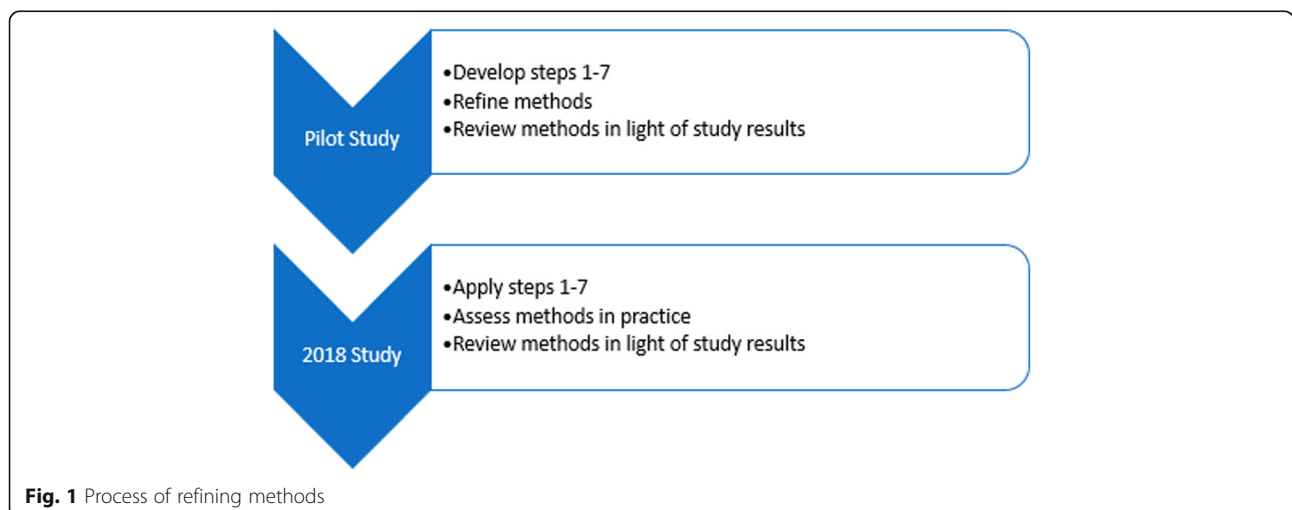 Pilot Study
•Develop steps 1-7
•Refine methods
•Review methods in light of study results
2018 Study
•Apply steps 1-7
•Assess methods in practice
•Review methods in light of study results
Fig. 1 Process of refining methods